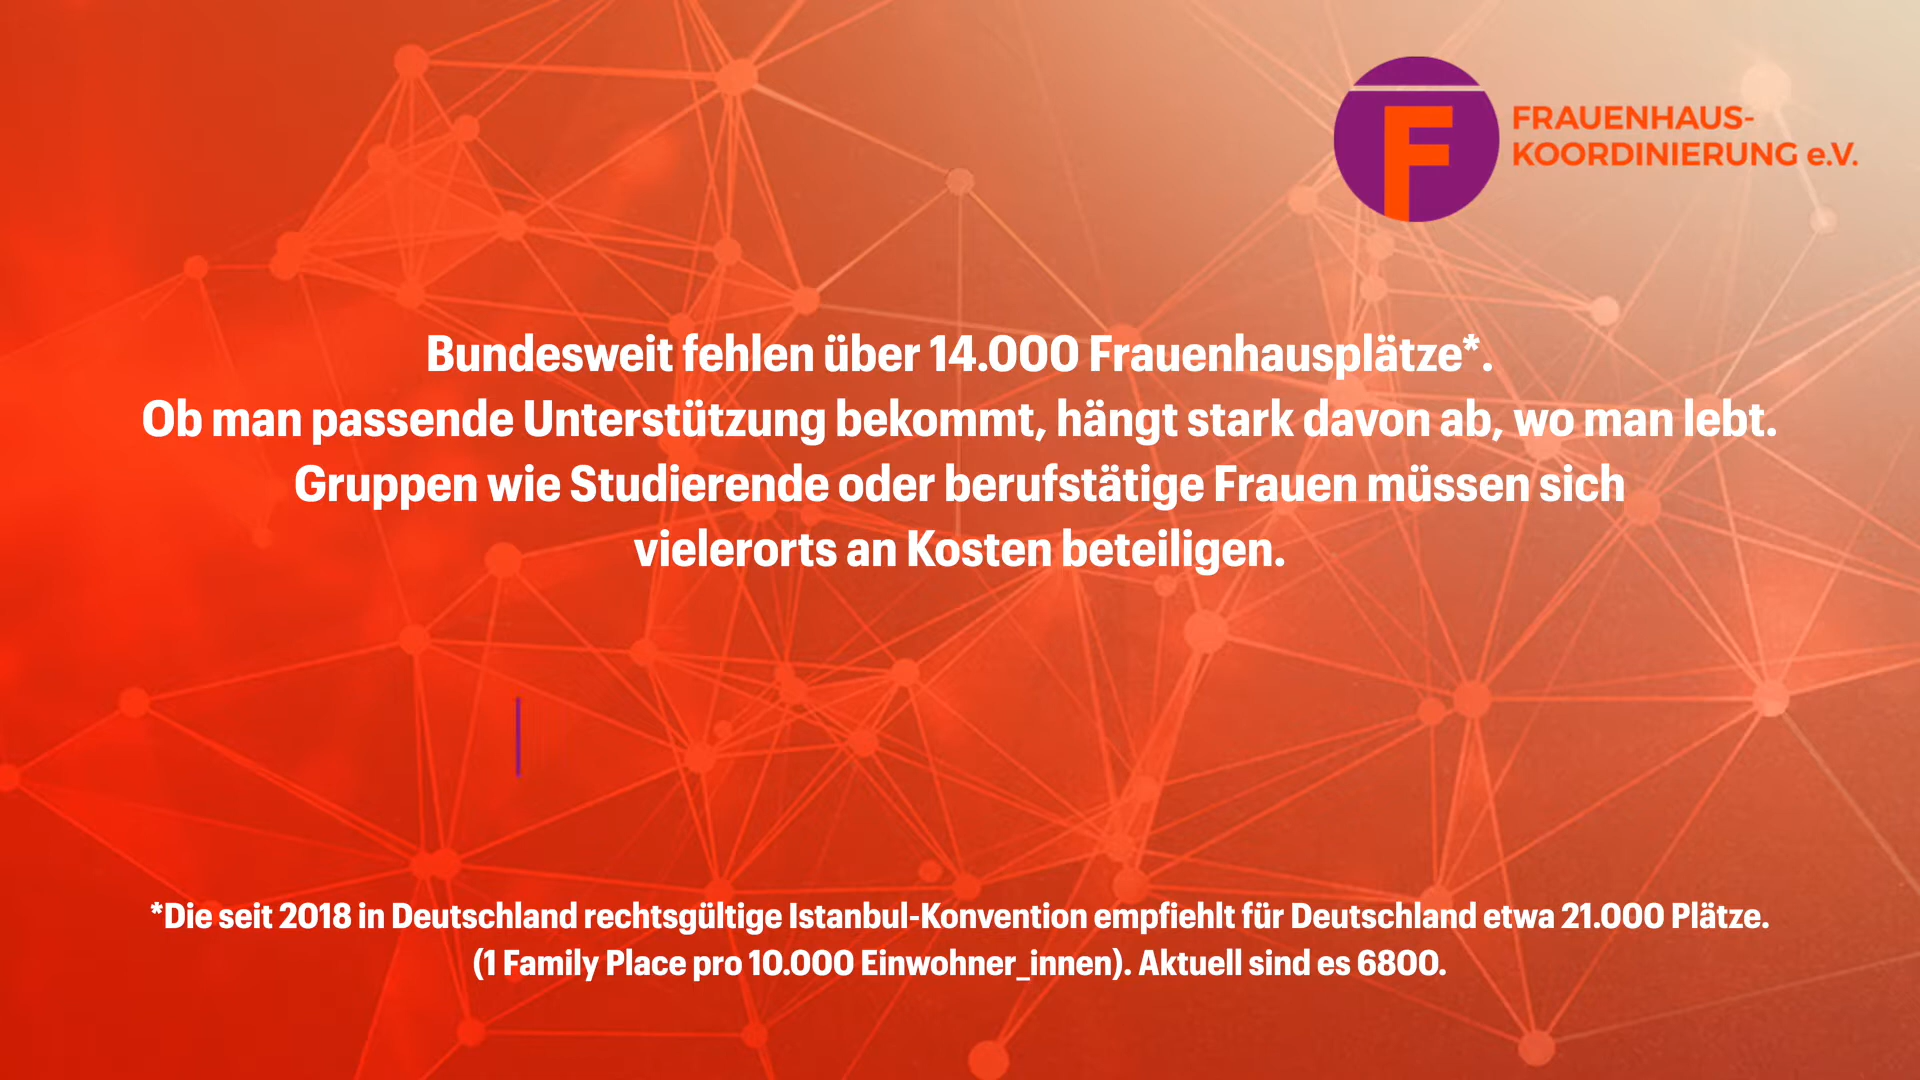 FRAUENHAUS-
KOORDINIERUNG e.V.
Bundesweit fehlen über 14.000 Frauenhausplätze*.
Ob man passende Unterstützung bekommt, hängt stark davon ab, wo man lebt.
Gruppen wie Studierende oder berufstätige Frauen müssen sich
vielerorts an Kosten beteiligen.
*Die seit 2018 in Deutschland rechtsgültige Istanbul-Konvention empfiehlt für Deutschland etwa 21.000 Plätze.
(1 Family Place pro 10.000 Einwohner_innen). Aktuell sind es 6800.